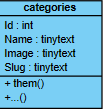 categories
Id : int
Name : tinytext
Image : tinytext
Slug : tinytext
+ them()
+...()